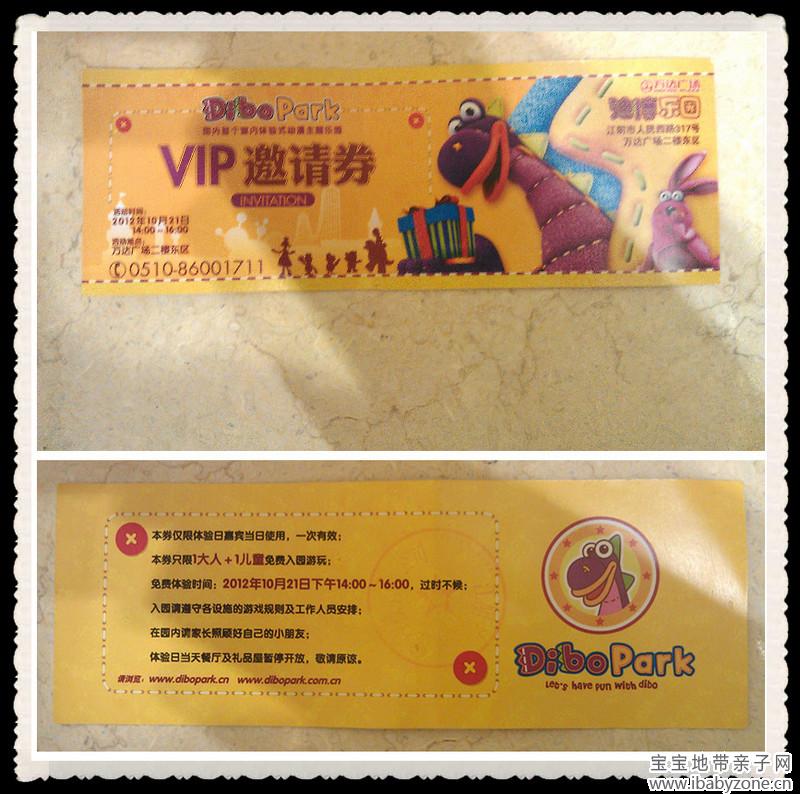 万达广场
Dibo Park
国内首个室内体验式动漫主题乐园
迪博乐园
江阴市人民西路317号
万达广场二楼东区
VIP 邀请券
INVITATION
活动时间:
2012年10月21日
14:00~16:00
活动地点:
万达广场二楼东区
0510-86001711
本券仅限体验日嘉宾当日使用，一次有效;
本券只限1大人+1儿童免费入园游玩;
免费体验时间: 2012年10月21日下午14:00~16:00，过时不候;
入园请遵守各设施的游戏规则及工作人员安排;
在园内请家长照顾好自己的小朋友;
体验日当天餐厅及礼品屋暂停开放，敬请原谅。
请浏览: www.dibopark.cn www.dibopark.com.cn
Dibo Park
Let's have fun with dibo
宝宝地带亲子网
www.ibabyzone.cn